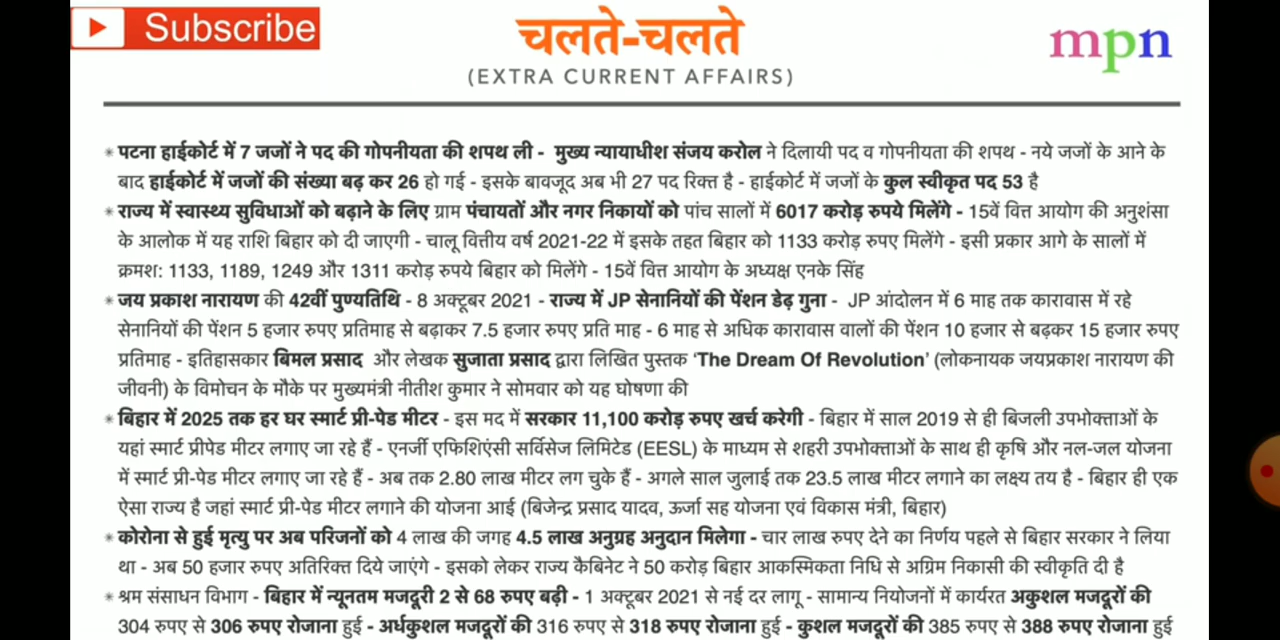 Subscribe
चलते-चलते
mpn
(EXTRA CURRENT AFFAIRS)
* पटना हाईकोर्ट में 7 जजों ने पद की गोपनीयता की शपथ ली - मुख्य न्यायाधीश संजय करोल ने दिलायी पद व गोपनीयता की शपथ - नये जजों के आने के
बाद हाईकोर्ट में जजों की संख्या बढ़ कर 26 हो गई - इसके बावजूद अब भी 27 पद रिक्त है - हाईकोर्ट में जजों के कुल स्वीकृत पद 53 है
* राज्य में स्वास्थ्य सुविधाओं को बढ़ाने के लिए ग्राम पंचायतों और नगर निकायों को पांच सालों में 6017 करोड़ रुपये मिलेंगे - 15वें वित्त आयोग की अनुशंसा
के आलोक में यह राशि बिहार को दी जाएगी - चालू वित्तीय वर्ष 2021-22 में इसके तहत बिहार को 1133 करोड़ रुपए मिलेंगे - इसी प्रकार आगे के सालों में
क्रमश: 1133, 1189, 1249 और 1311 करोड़ रुपये बिहार को मिलेंगे - 15वें वित्त आयोग के अध्यक्ष एनके सिंह
* जय प्रकाश नारायण की 42वीं पुण्यतिथि - 8 अक्टूबर 2021 - राज्य में JP सेनानियों की पेंशन डेढ़ गुना - JP आंदोलन में 6 माह तक कारावास में रहे
सेनानियों की पेंशन 5 हजार रुपए प्रतिमाह से बढ़ाकर 7.5 हजार रुपए प्रति माह - 6 माह से अधिक कारावास वालों की पेंशन 10 हजार से बढ़कर 15 हजार रुपए
प्रतिमाह - इतिहासकार बिमल प्रसाद और लेखक सुजाता प्रसाद द्वारा लिखित पुस्तक ‘The Dream Of Revolution’ (लोकनायक जयप्रकाश नारायण की
जीवनी) के विमोचन के मौके पर मुख्यमंत्री नीतीश कुमार ने सोमवार को यह घोषणा की
* बिहार में 2025 तक हर घर स्मार्ट प्री-पेड मीटर - इस मद में सरकार 11,100 करोड़ रुपए खर्च करेगी - बिहार में साल 2019 से ही बिजली उपभोक्ताओं के
यहां स्मार्ट प्रीपेड मीटर लगाए जा रहे हैं - एनर्जी एफिशिएंसी सर्विसेज लिमिटेड (EESL) के माध्यम से शहरी उपभोक्ताओं के साथ ही कृषि और नल-जल योजना
में स्मार्ट प्री-पेड मीटर लगाए जा रहे हैं - अब तक 2.80 लाख मीटर लग चुके हैं - अगले साल जुलाई तक 23.5 लाख मीटर लगाने का लक्ष्य तय है - बिहार ही एक
ऐसा राज्य है जहां स्मार्ट प्री-पेड मीटर लगाने की योजना आई (बिजेन्द्र प्रसाद यादव, ऊर्जा सह योजना एवं विकास मंत्री, बिहार)
* कोरोना से हुई मृत्यु पर अब परिजनों को 4 लाख की जगह 4.5 लाख अनुग्रह अनुदान मिलेगा - चार लाख रुपए देने का निर्णय पहले से बिहार सरकार ने लिया
था - अब 50 हजार रुपए अतिरिक्त दिये जाएंगे - इसको लेकर राज्य कैबिनेट ने 50 करोड़ बिहार आकस्मिकता निधि से अग्रिम निकासी की स्वीकृति दी है
* श्रम संसाधन विभाग - बिहार में न्यूनतम मजदूरी 2 से 68 रुपए बढ़ी - 1 अक्टूबर 2021 से नई दर लागू - सामान्य नियोजनों में कार्यरत अकुशल मजदूरों की
304 रुपए से 306 रुपए रोजाना हुई - अर्धकुशल मजदूरों की 316 रुपए से 318 रुपए रोजाना हुई - कुशल मजदूरों की 385 रुपए से 388 रुपए रोजाना हुई